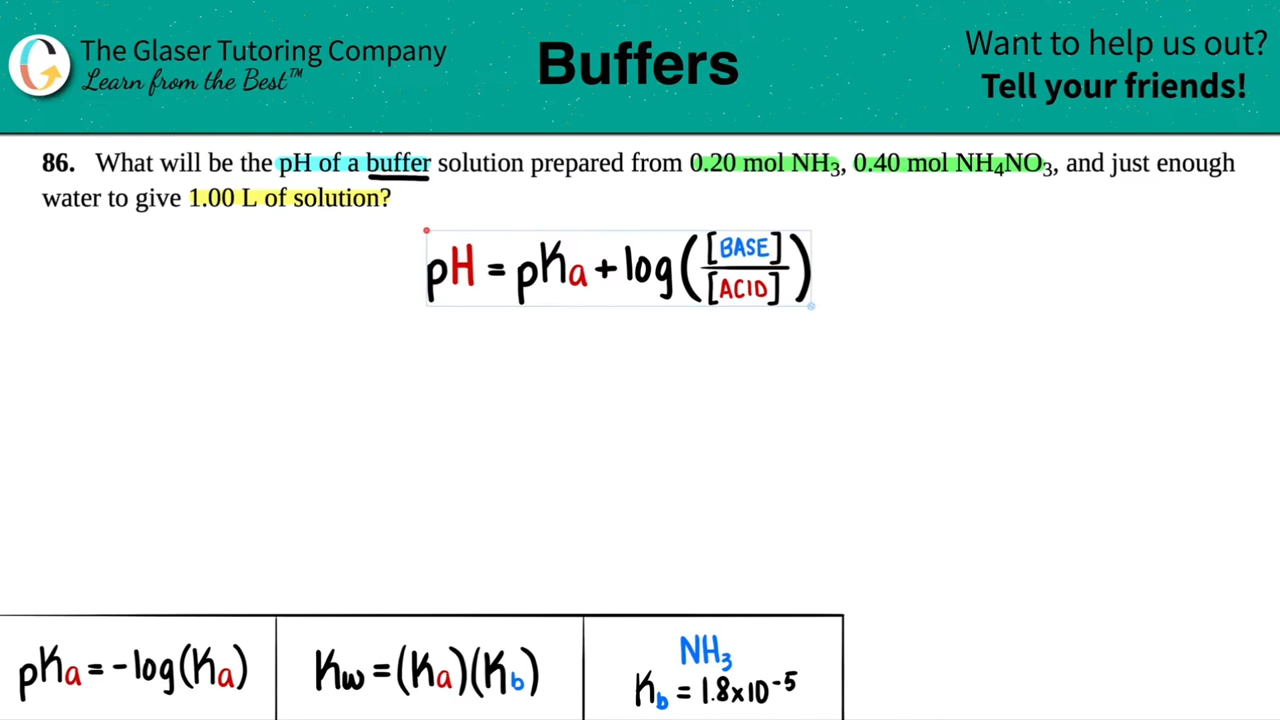 The Glaser Tutoring Company
Learn from the Best™
Buffers
Want to help us out?
Tell your friends!
86. What will be the pH of a buffer solution prepared from 0.20 mol NH₃, 0.40 mol NH₄NO₃, and just enough
water to give 1.00 L of solution?
pH = pKa + log([BASE]/[ACID])
pKa = -log(Ka)
Kw = (Ka)(Kb)
NH₃
Kb = 1.8x10⁻⁵